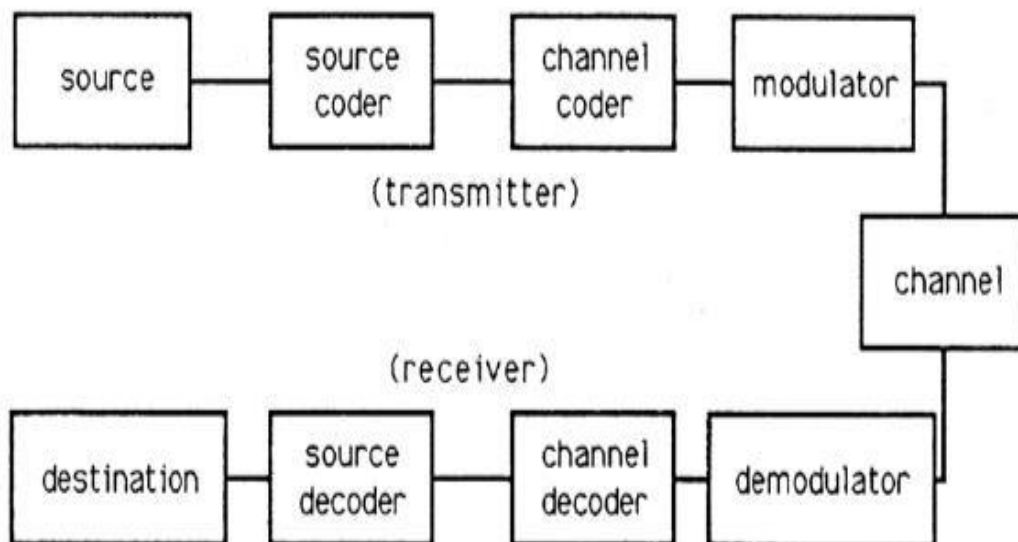 source
source
coder
channel
coder
modulator
(transmitter)
channel
(receiver)
destination
source
decoder
channel
decoder
demodulator